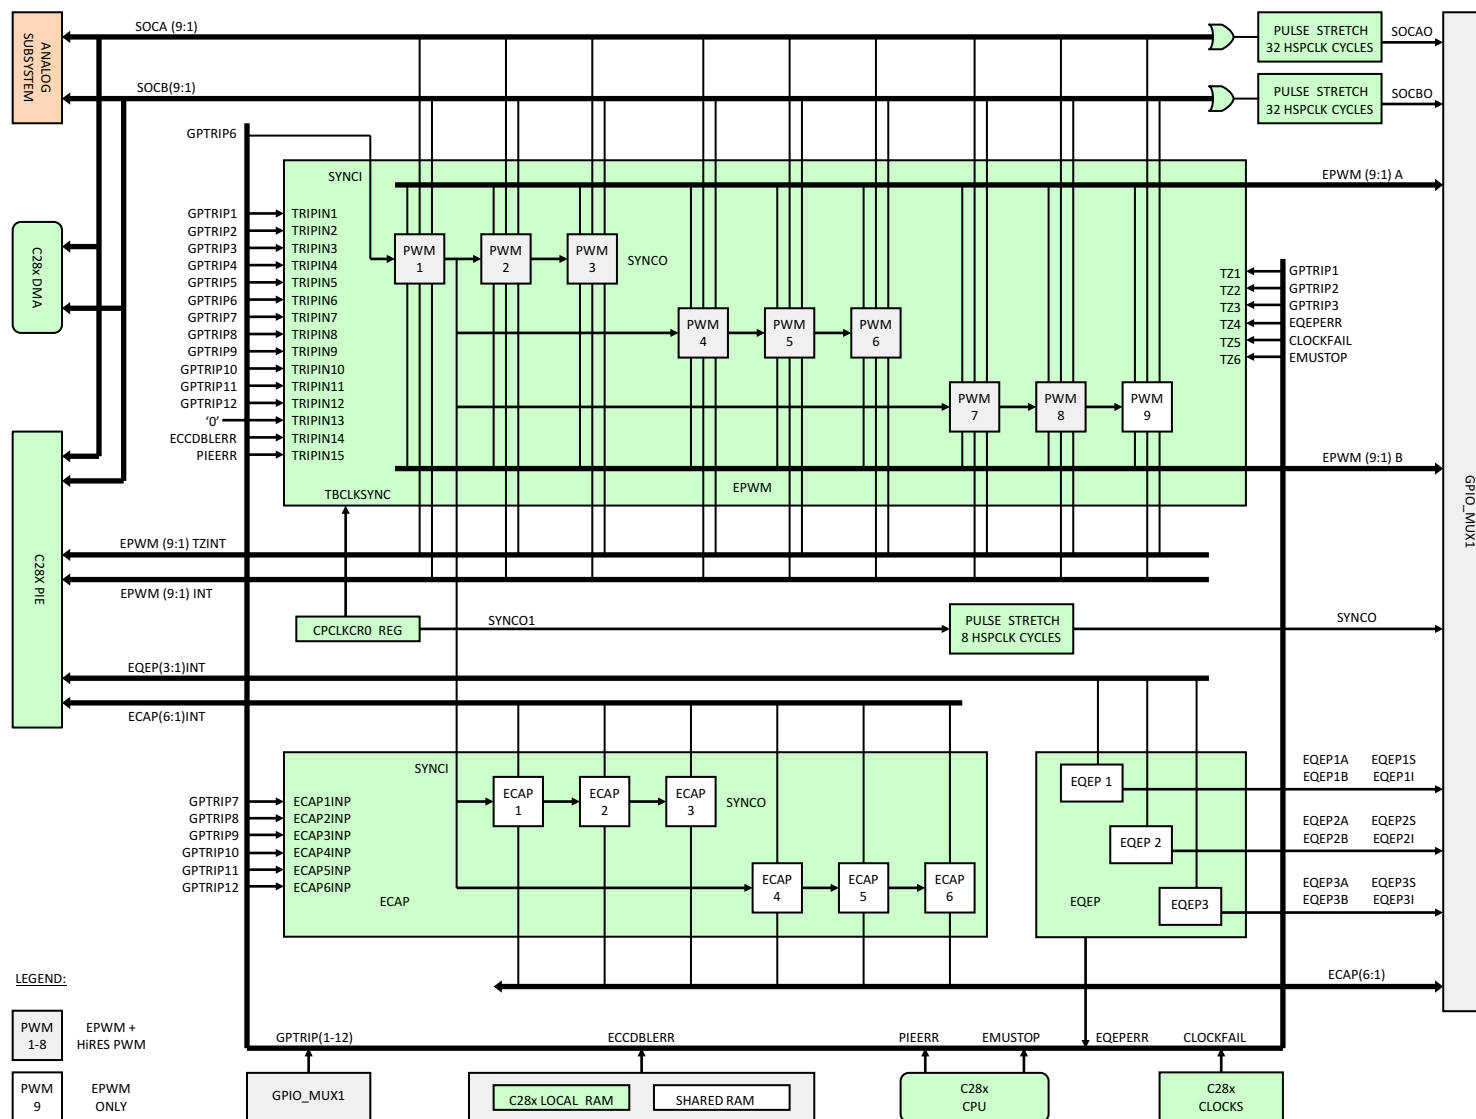 ANALOG
SUBSYSTEM
SOCA (9:1)
PULSE STRETCH
32 HSPCLK CYCLES
SOCAO
SOCB(9:1)
PULSE STRETCH
32 HSPCLK CYCLES
SOCBO
GPTRIP6
SYNCI
EPWM (9:1) A
GPTRIP1
GPTRIP2
GPTRIP3
GPTRIP4
GPTRIP5
GPTRIP6
GPTRIP7
GPTRIP8
GPTRIP9
GPTRIP10
GPTRIP11
GPTRIP12
‘0’
ECCDBLERR
PIEERR
TRIPIN1
TRIPIN2
TRIPIN3
TRIPIN4
TRIPIN5
TRIPIN6
TRIPIN7
TRIPIN8
TRIPIN9
TRIPIN10
TRIPIN11
TRIPIN12
TRIPIN13
TRIPIN14
TRIPIN15
C28x DMA
PWM
1
PWM
2
PWM
3
SYNCO
PWM
4
PWM
5
PWM
6
PWM
7
PWM
8
PWM
9
TZ1
TZ2
TZ3
TZ4
TZ5
TZ6
GPTRIP1
GPTRIP2
GPTRIP3
EQEPERR
CLOCKFAIL
EMUSTOP
EPWM (9:1) B
EPWM
TBCLKSYNC
GPIO_MUX1
C28X PIE
EPWM (9:1) TZINT
EPWM (9:1) INT
CPCLKCR0 REG
SYNCO1
PULSE STRETCH
8 HSPCLK CYCLES
SYNCO
EQEP(3:1)INT
ECAP(6:1)INT
SYNCI
GPTRIP7
GPTRIP8
GPTRIP9
GPTRIP10
GPTRIP11
GPTRIP12
ECAP1INP
ECAP2INP
ECAP3INP
ECAP4INP
ECAP5INP
ECAP6INP
ECAP
1
ECAP
2
ECAP
3
SYNCO
ECAP
4
ECAP
5
ECAP
6
ECAP
EQEP 1
EQEP 2
EQEP3
EQEP
EQEP1A EQEP1S
EQEP1B EQEP1I
EQEP2A EQEP2S
EQEP2B EQEP2I
EQEP3A EQEP3S
EQEP3B EQEP3I
ECAP(6:1)
LEGEND:
PWM
1-8
EPWM +
HiRES PWM
PWM
9
EPWM
ONLY
GPTRIP(1-12)
ECCDBLERR
PIEERR
EMUSTOP
EQEPERR
CLOCKFAIL
GPIO_MUX1
C28x LOCAL RAM
SHARED RAM
C28x
CPU
C28x
CLOCKS